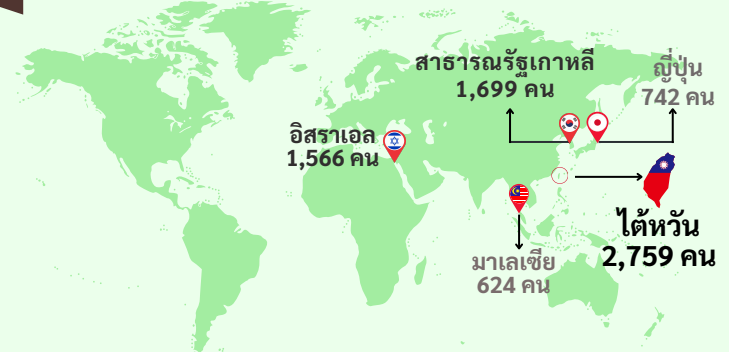 สาธารณรัฐเกาหลี
1,699 คน
ญี่ปุ่น
742 คน
อิสราเอล
1,566 คน
ไต้หวัน
2,759 คน
มาเลเซีย
624 คน